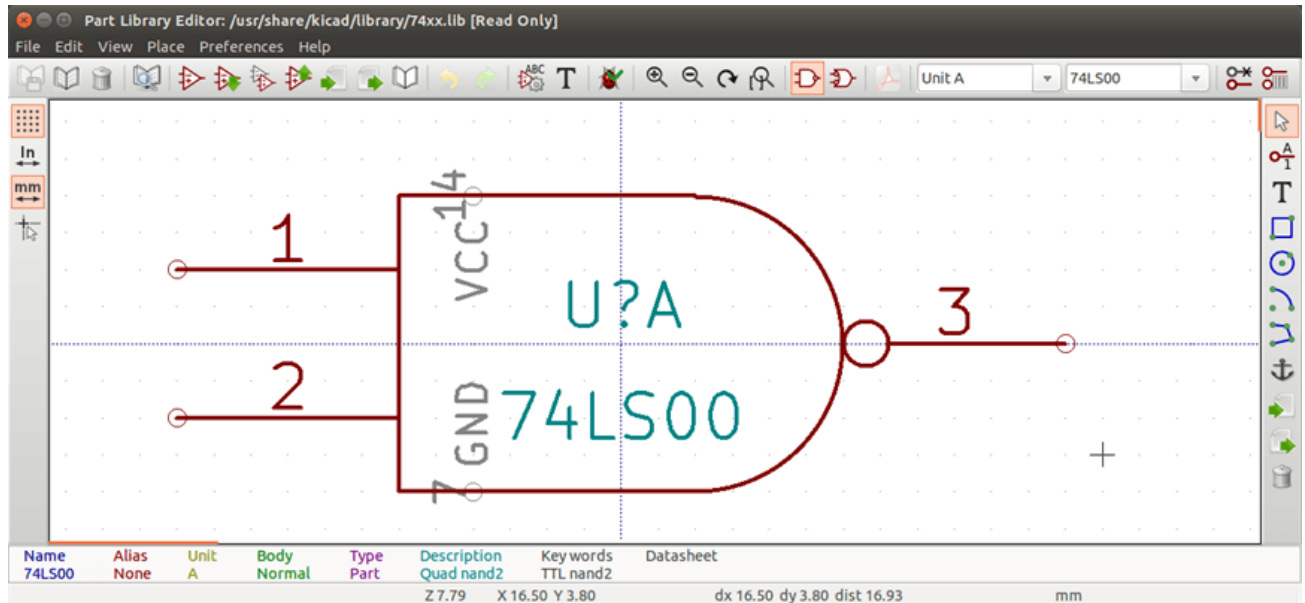 Part Library Editor: /usr/share/kicad/library/74xx.lib [Read Only]
File Edit View Place Preferences Help
ABC T Unit A 74LS00
In
mm
A
1
T
14
VCC
1
U?A
3
2
GND
74LS00
7
Name Alias Unit Body Type Description Key words Datasheet
74LS00 None A Normal Part Quad nand2 TTL nand2
Z 7.79 X 16.50 Y 3.80 dx 16.50 dy 3.80 dist 16.93 mm